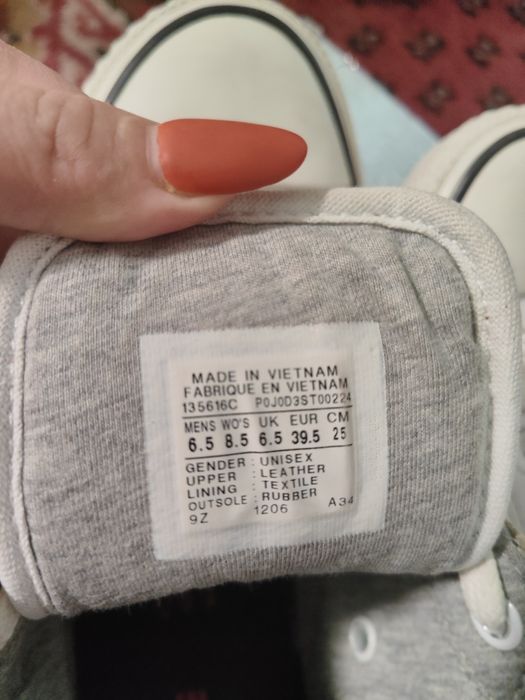 MADE IN VIETNAM
FABRIQUE EN VIETNAM
135616C P0J0D3ST00224
MENS WO'S UK EUR CM
6.5 8.5 6.5 39.5 25
GENDER : UNISEX
UPPER : LEATHER
LINING : TEXTILE
OUTSOLE : RUBBER
9Z 1206 A34